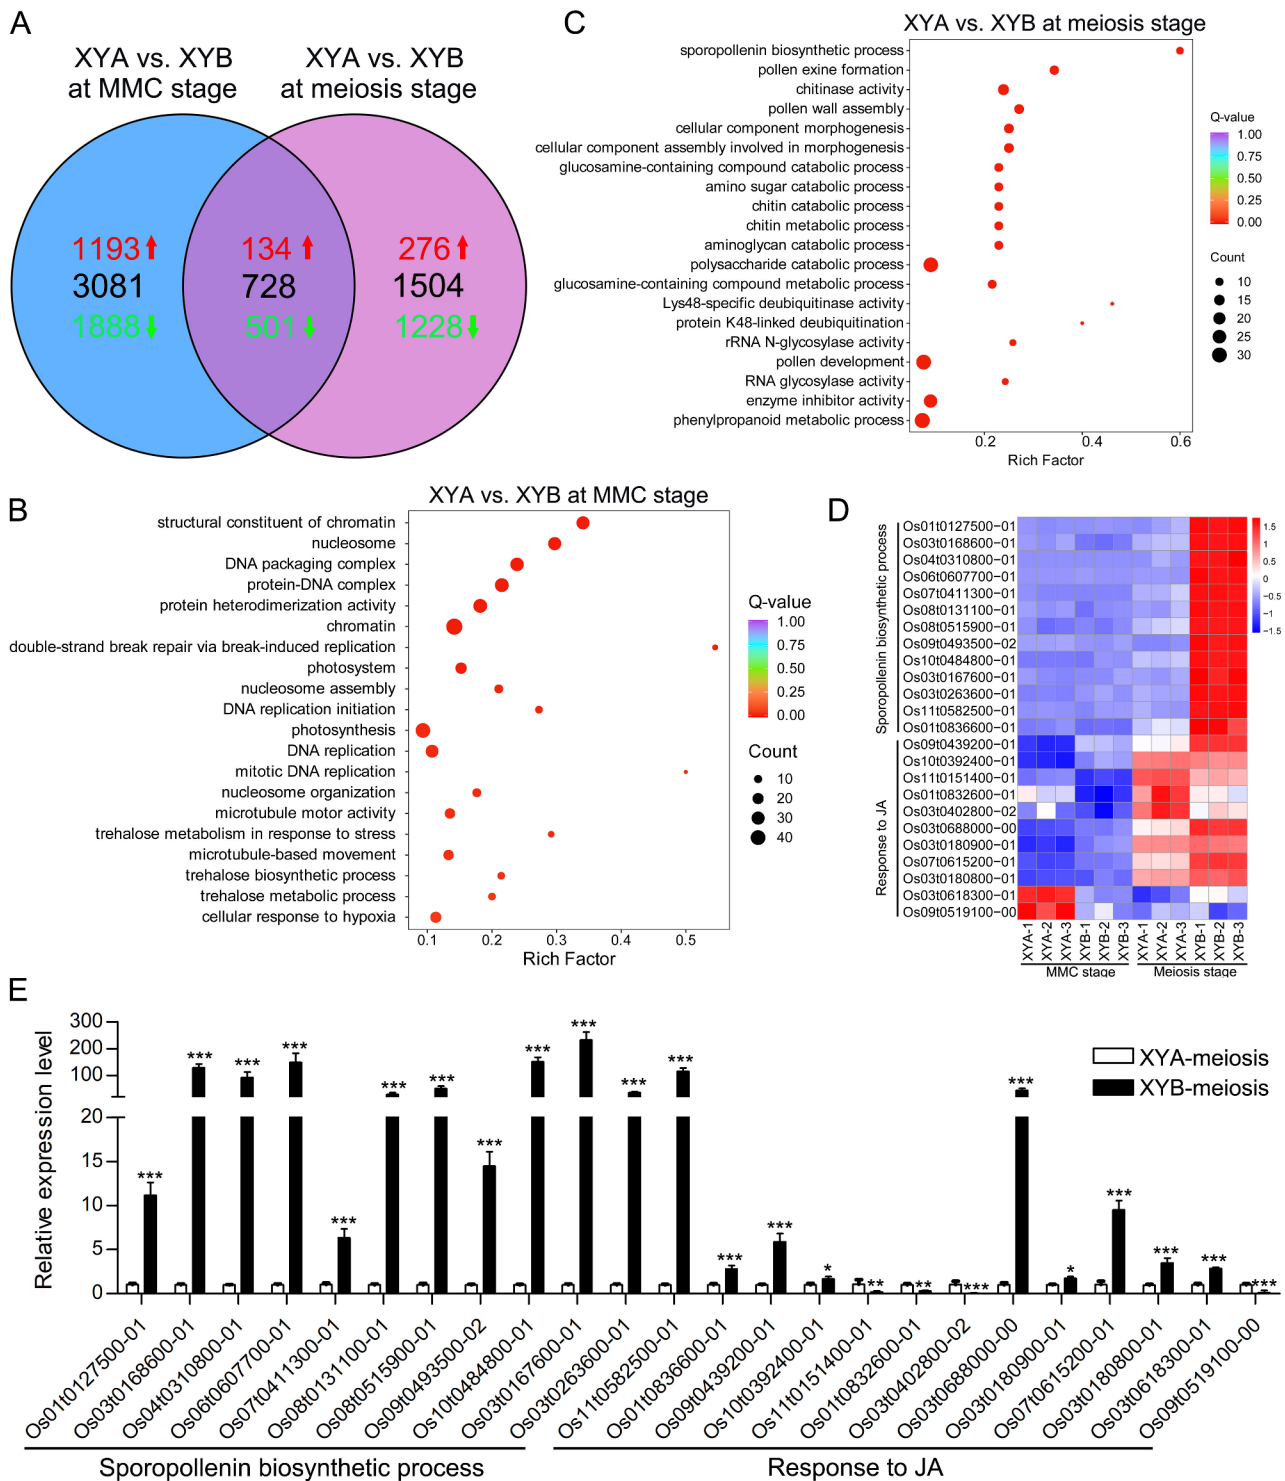 A
XYA vs. XYB
at MMC stage
XYA vs. XYB
at meiosis stage
1193
134
276
3081
728
1504
1888
501
1228
C
XYA vs. XYB at meiosis stage
sporopollenin biosynthetic process
pollen exine formation
chitinase activity
pollen wall assembly
cellular component morphogenesis
cellular component assembly involved in morphogenesis
glucosamine-containing compound catabolic process
amino sugar catabolic process
chitin catabolic process
chitin metabolic process
aminoglycan catabolic process
polysaccharide catabolic process
glucosamine-containing compound metabolic process
Lys48-specific deubiquitinase activity
protein K48-linked deubiquitination
rRNA N-glycosylase activity
pollen development
RNA glycosylase activity
enzyme inhibitor activity
phenylpropanoid metabolic process
0.2 0.4 0.6
Rich Factor
Q-value
1.00
0.75
0.50
0.25
0.00
Count
10
15
20
25
30
B
XYA vs. XYB at MMC stage
structural constituent of chromatin
nucleosome
DNA packaging complex
protein-DNA complex
protein heterodimerization activity
chromatin
double-strand break repair via break-induced replication
photosystem
nucleosome assembly
DNA replication initiation
photosynthesis
DNA replication
mitotic DNA replication
nucleosome organization
microtubule motor activity
trehalose metabolism in response to stress
microtubule-based movement
trehalose biosynthetic process
trehalose metabolic process
cellular response to hypoxia
0.1 0.2 0.3 0.4 0.5
Rich Factor
Q-value
1.00
0.75
0.50
0.25
0.00
Count
10
20
30
40
D
Sporopollenin biosynthetic process
Response to JA
Os01t0127500-01
Os03t0168600-01
Os04t0310800-01
Os06t0607700-01
Os07t0411300-01
Os08t0131100-01
Os08t0515900-01
Os09t0493500-02
Os10t0484800-01
Os03t0167600-01
Os03t0263600-01
Os11t0582500-01
Os01t0836600-01
Os09t0439200-01
Os10t0392400-01
Os11t0151400-01
Os01t0832600-01
Os03t0402800-02
Os03t0688000-00
Os03t0180900-01
Os07t0615200-01
Os03t0180800-01
Os03t0618300-01
Os09t0519100-00
1.5
1
0.5
0
−0.5
−1
−1.5
XYA-1 XYA-2 XYA-3 XYB-1 XYB-2 XYB-3 XYA-1 XYA-2 XYA-3 XYB-1 XYB-2 XYB-3
MMC stage Meiosis stage
E
Relative expression level
300
200
100
20
15
10
5
0
*** *** *** *** *** *** *** *** *** *** *** *** *** *** * ** ** *** *** * *** *** *** ***
XYA-meiosis
XYB-meiosis
Os01t0127500-01
Os03t0168600-01
Os04t0310800-01
Os06t0607700-01
Os07t0411300-01
Os08t0131100-01
Os08t0515900-01
Os09t0493500-02
Os10t0484800-01
Os03t0167600-01
Os03t0263600-01
Os11t0582500-01
Os01t0836600-01
Os09t0439200-01
Os10t0392400-01
Os11t0151400-01
Os01t0832600-01
Os03t0402800-02
Os03t0688000-00
Os03t0180900-01
Os07t0615200-01
Os03t0180800-01
Os03t0618300-01
Os09t0519100-00
Sporopollenin biosynthetic process
Response to JA